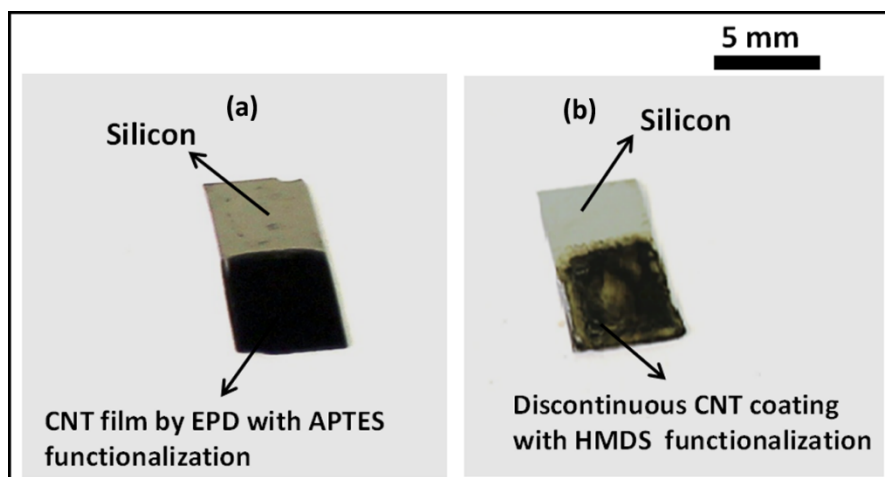 5 mm
(a)
Silicon
CNT film by EPD with APTES
functionalization
(b)
Silicon
Discontinuous CNT coating
with HMDS functionalization